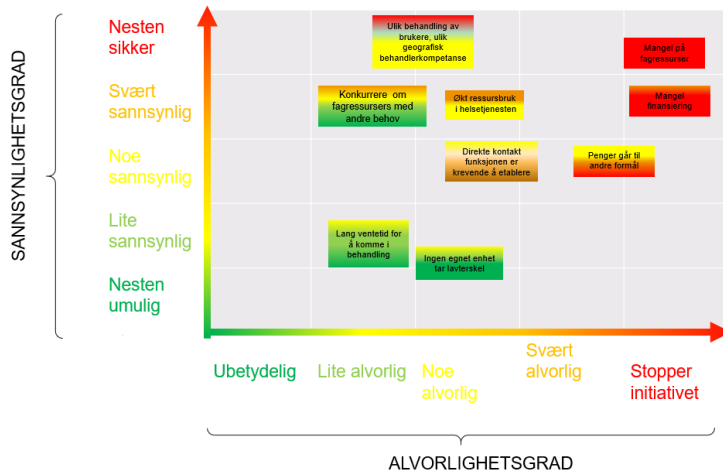 SANNSYNLIGHETSGRAD
Nesten
sikker
Svært
sannsynlig
Noe
sannsynlig
Lite
sannsynlig
Nesten
umulig
Ulik behandling av
brukere, ulik
geografisk
behandlerkompetanse
Mangel på
fagressurser
Konkurrere om
fagressursers med
andre behov
Økt ressursbruk
i helsetjenesten
Mangel
finansiering
Direkte kontakt
funksjonen er
krevende å etablere
Penger går til
andre formål
Lang ventetid for
å komme i
behandling
Ingen egnet enhet
tar lavterskel
Ubetydelig
Lite alvorlig
Noe
alvorlig
Svært
alvorlig
Stopper
initiativet
ALVORLIGHETSGRAD